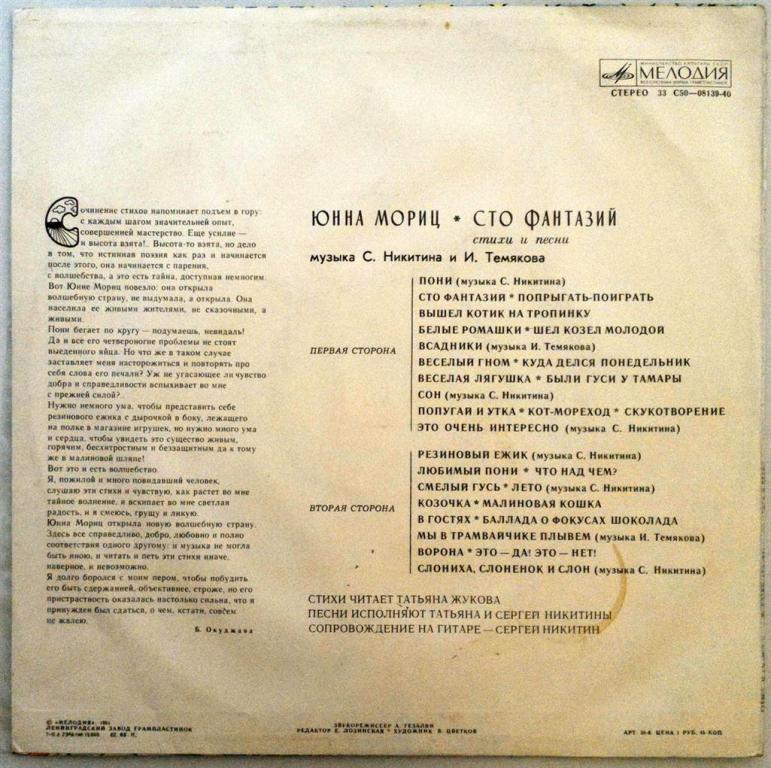 МЕЛОДИЯ
СТЕРЕО 33 С50—08139-40
Сочинение стихов напоминает подъем в гору:
с каждым шагом значительней опыт,
совершенней мастерство. Еще усилие —
и высота взята!.. Высота-то взята, но дело
в том, что истинная поэзия как раз и начинается
после этого, она начинается с парения,
с волшебства, а это есть тайна, доступная немногим.
Вот Юнне Мориц повезло: она открыла
волшебную страну, не выдумала, а открыла. Она
населила ее живыми жителями, не сказочными, а
живыми.
Пони бегает по кругу — подумаешь, невидаль!
Да и все его четвероногие проблемы не стоят
выеденного яйца. Но что же в таком случае
заставляет меня насторожиться и повторять про
себя слова его печали? Уж не угасающее ли чувство
добра и справедливости вспыхивает во мне
с прежней силой?..
Нужно немного ума, чтобы представить себе
резинового ежика с дырочкой в боку, лежащего
на полке в магазине игрушек, но нужно много ума
и сердца, чтобы увидеть это существо живым,
горячим, бесхитростным и беззащитным да к тому
же в малиновой шляпе!
Вот это и есть волшебство.
Я, пожилой и много повидавший человек,
слушаю эти стихи и чувствую, как растет во мне
тайное волнение, и вскипает во мне светлая
радость, и я смеюсь, грущу и ликую.
Юнна Мориц открыла новую волшебную страну.
Здесь все справедливо, добро, любовно и полно
соответствия одного другому: и музыка не могла
быть иною, и читать и петь эти стихи иначе,
наверное, и невозможно.
Я долго боролся с моим пером, чтобы побудить
его быть сдержанней, объективнее, строже, но его
пристрастность оказалась настолько сильна, что я
принужден был сдаться, о чем, кстати, совсем
не жалею.
Б. Окуджава
ЮННА МОРИЦ * СТО ФАНТАЗИЙ
стихи и песни
музыка С. Никитина и И. Темякова
ПЕРВАЯ СТОРОНА
ПОНИ (музыка С. Никитина)
СТО ФАНТАЗИЙ * ПОПРЫГАТЬ-ПОИГРАТЬ
ВЫШЕЛ КОТИК НА ТРОПИНКУ
БЕЛЫЕ РОМАШКИ * ШЕЛ КОЗЕЛ МОЛОДОЙ
ВСАДНИКИ (музыка И. Темякова)
ВЕСЕЛЫЙ ГНОМ * КУДА ДЕЛСЯ ПОНЕДЕЛЬНИК
ВЕСЕЛАЯ ЛЯГУШКА * БЫЛИ ГУСИ У ТАМАРЫ
СОН (музыка С. Никитина)
ПОПУГАЙ И УТКА * КОТ-МОРЕХОД * СКУКОТВОРЕНИЕ
ЭТО ОЧЕНЬ ИНТЕРЕСНО (музыка С. Никитина)
ВТОРАЯ СТОРОНА
РЕЗИНОВЫЙ ЕЖИК (музыка С. Никитина)
ЛЮБИМЫЙ ПОНИ * ЧТО НАД ЧЕМ?
СМЕЛЫЙ ГУСЬ * ЛЕТО (музыка С. Никитина)
КОЗОЧКА * МАЛИНОВАЯ КОШКА
В ГОСТЯХ * БАЛЛАДА О ФОКУСАХ ШОКОЛАДА
МЫ В ТРАМВАЙЧИКЕ ПЛЫВЕМ (музыка И. Темякова)
ВОРОНА * ЭТО — ДА! ЭТО — НЕТ!
СЛОНИХА, СЛОНЕНОК И СЛОН (музыка С. Никитина)
СТИХИ ЧИТАЕТ ТАТЬЯНА ЖУКОВА
ПЕСНИ ИСПОЛНЯЮТ ТАТЬЯНА И СЕРГЕЙ НИКИТИНЫ
СОПРОВОЖДЕНИЕ НА ГИТАРЕ — СЕРГЕЙ НИКИТИН
© «МЕЛОДИЯ»,
ЛЕНИНГРАДСКИЙ ЗАВОД ГРАМПЛАСТИНОК
ЗВУКОРЕЖИССЕР А. ГЕЗАЛЯН
РЕДАКТОР Е. ЛОЗИНСКАЯ * ХУДОЖНИК В. ЦВЕТКОВ
АРТ. ЦЕНА 1 РУБ. КОП.